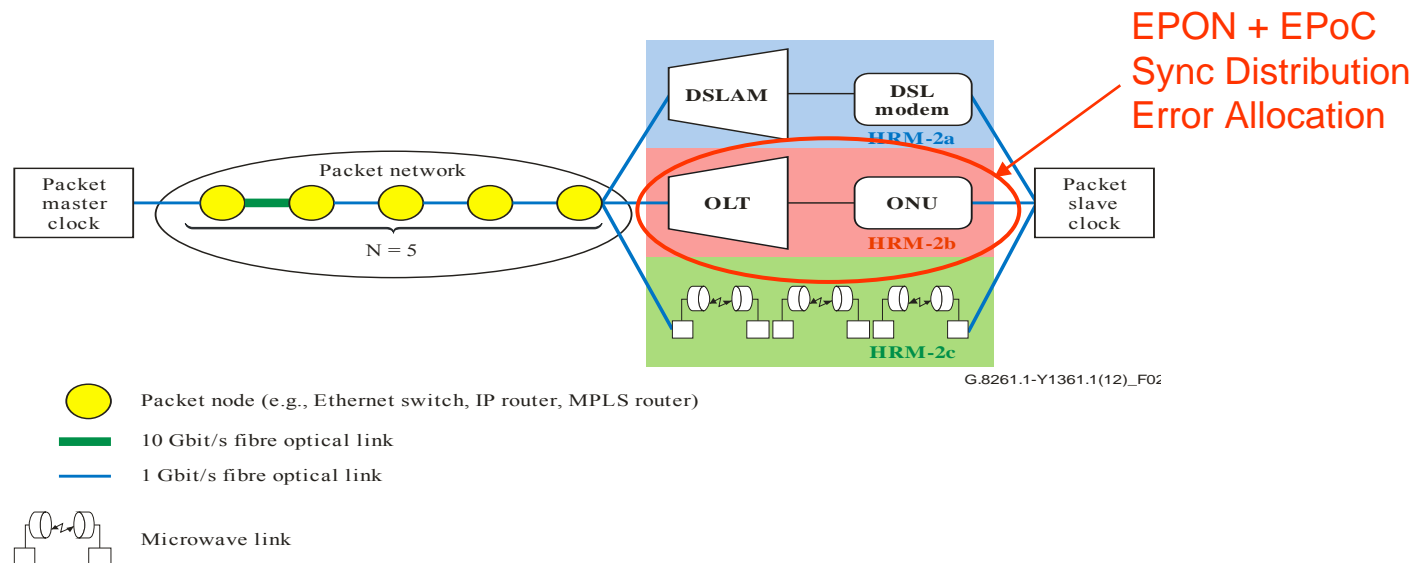 EPON + EPoC
Sync Distribution
Error Allocation
DSLAM
DSL
modem
HRM-2a
Packet network
Packet
master
clock
N = 5
OLT
ONU
HRM-2b
Packet
slave
clock
HRM-2c
G.8261.1-Y1361.1(12)_F02
Packet node (e.g., Ethernet switch, IP router, MPLS router)
10 Gbit/s fibre optical link
1 Gbit/s fibre optical link
Microwave link